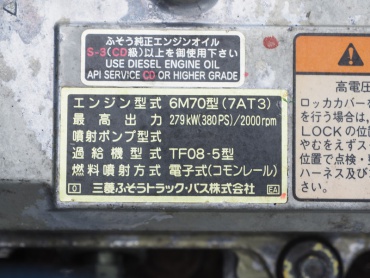 ふそう純正エンジンオイル
S-3(CD級)以上を御使用下さい
USE DIESEL ENGINE OIL
API SERVICE CD OR HIGHER GRADE
エンジン型式 6M70型(7AT3)
最高出力 279kW(380PS)/2000rpm
噴射ポンプ型式
過給機型式 TF08-5型
燃料噴射方式 電子式(コモンレール)
三菱ふそうトラック・バス株式会社 EA
高電圧
ロッカカバーを
を行う場合は、
LOCKの位置
やむをえずス
位置で点検・
ハーネス及び